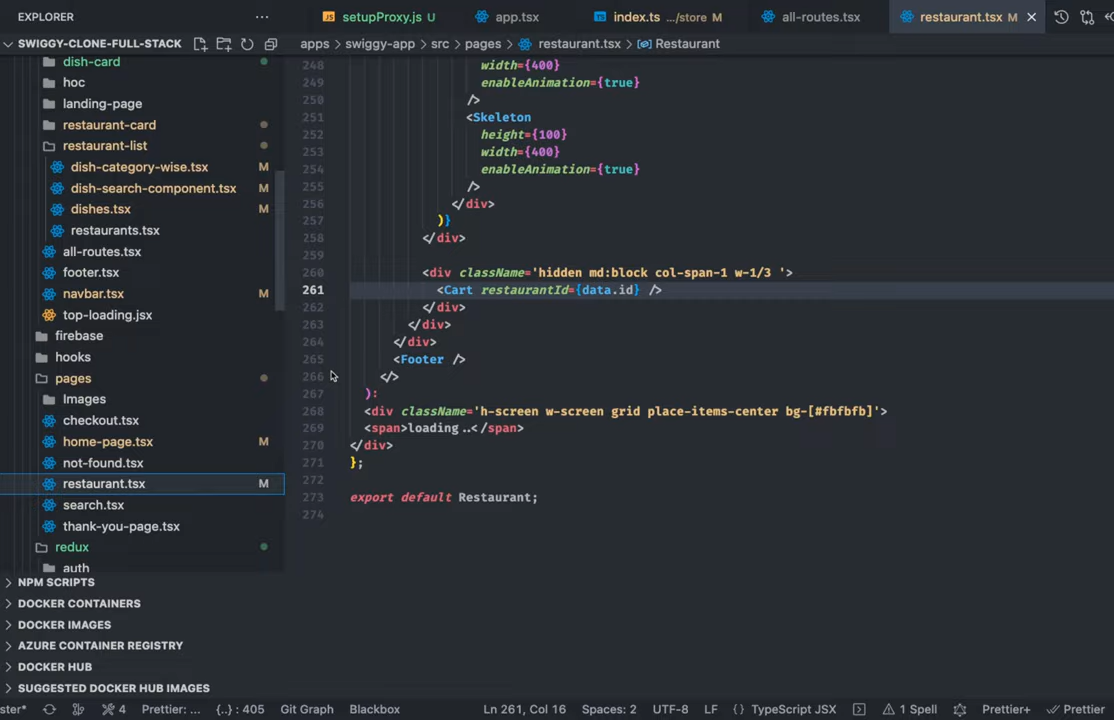 EXPLORER
setupProxy.js U
app.tsx
index.ts .../store M
all-routes.tsx
restaurant.tsx M
SWIGGY-CLONE-FULL-STACK
apps > swiggy-app > src > pages > restaurant.tsx > Restaurant
dish-card
hoc
landing-page
restaurant-card
restaurant-list
dish-category-wise.tsx M
dish-search-component.tsx M
dishes.tsx M
restaurants.tsx
all-routes.tsx
footer.tsx
navbar.tsx M
top-loading.jsx
firebase
hooks
pages
Images
checkout.tsx
home-page.tsx M
not-found.tsx
restaurant.tsx M
search.tsx
thank-you-page.tsx
redux
auth
NPM SCRIPTS
DOCKER CONTAINERS
DOCKER IMAGES
AZURE CONTAINER REGISTRY
DOCKER HUB
SUGGESTED DOCKER HUB IMAGES
248 width={400}
249 enableAnimation={true}
250 />
251 <Skeleton
252 height={100}
253 width={400}
254 enableAnimation={true}
255 />
256 </div>
257 )}
258 </div>
259
260 <div className='hidden md:block col-span-1 w-1/3 '>
261 <Cart restaurantId={data.id} />
262 </div>
263 </div>
264 </div>
265 <Footer />
266 </>
267 ):
268 <div className='h-screen w-screen grid place-items-center bg-[#fbfbfb]'>
269 <span>loading..</span>
270 </div>
271 };
272
273 export default Restaurant;
274
ster* 4 Prettier: ... {..} : 405 Git Graph Blackbox Ln 261, Col 16 Spaces: 2 UTF-8 LF {} TypeScript JSX 1 Spell Prettier+ Prettier